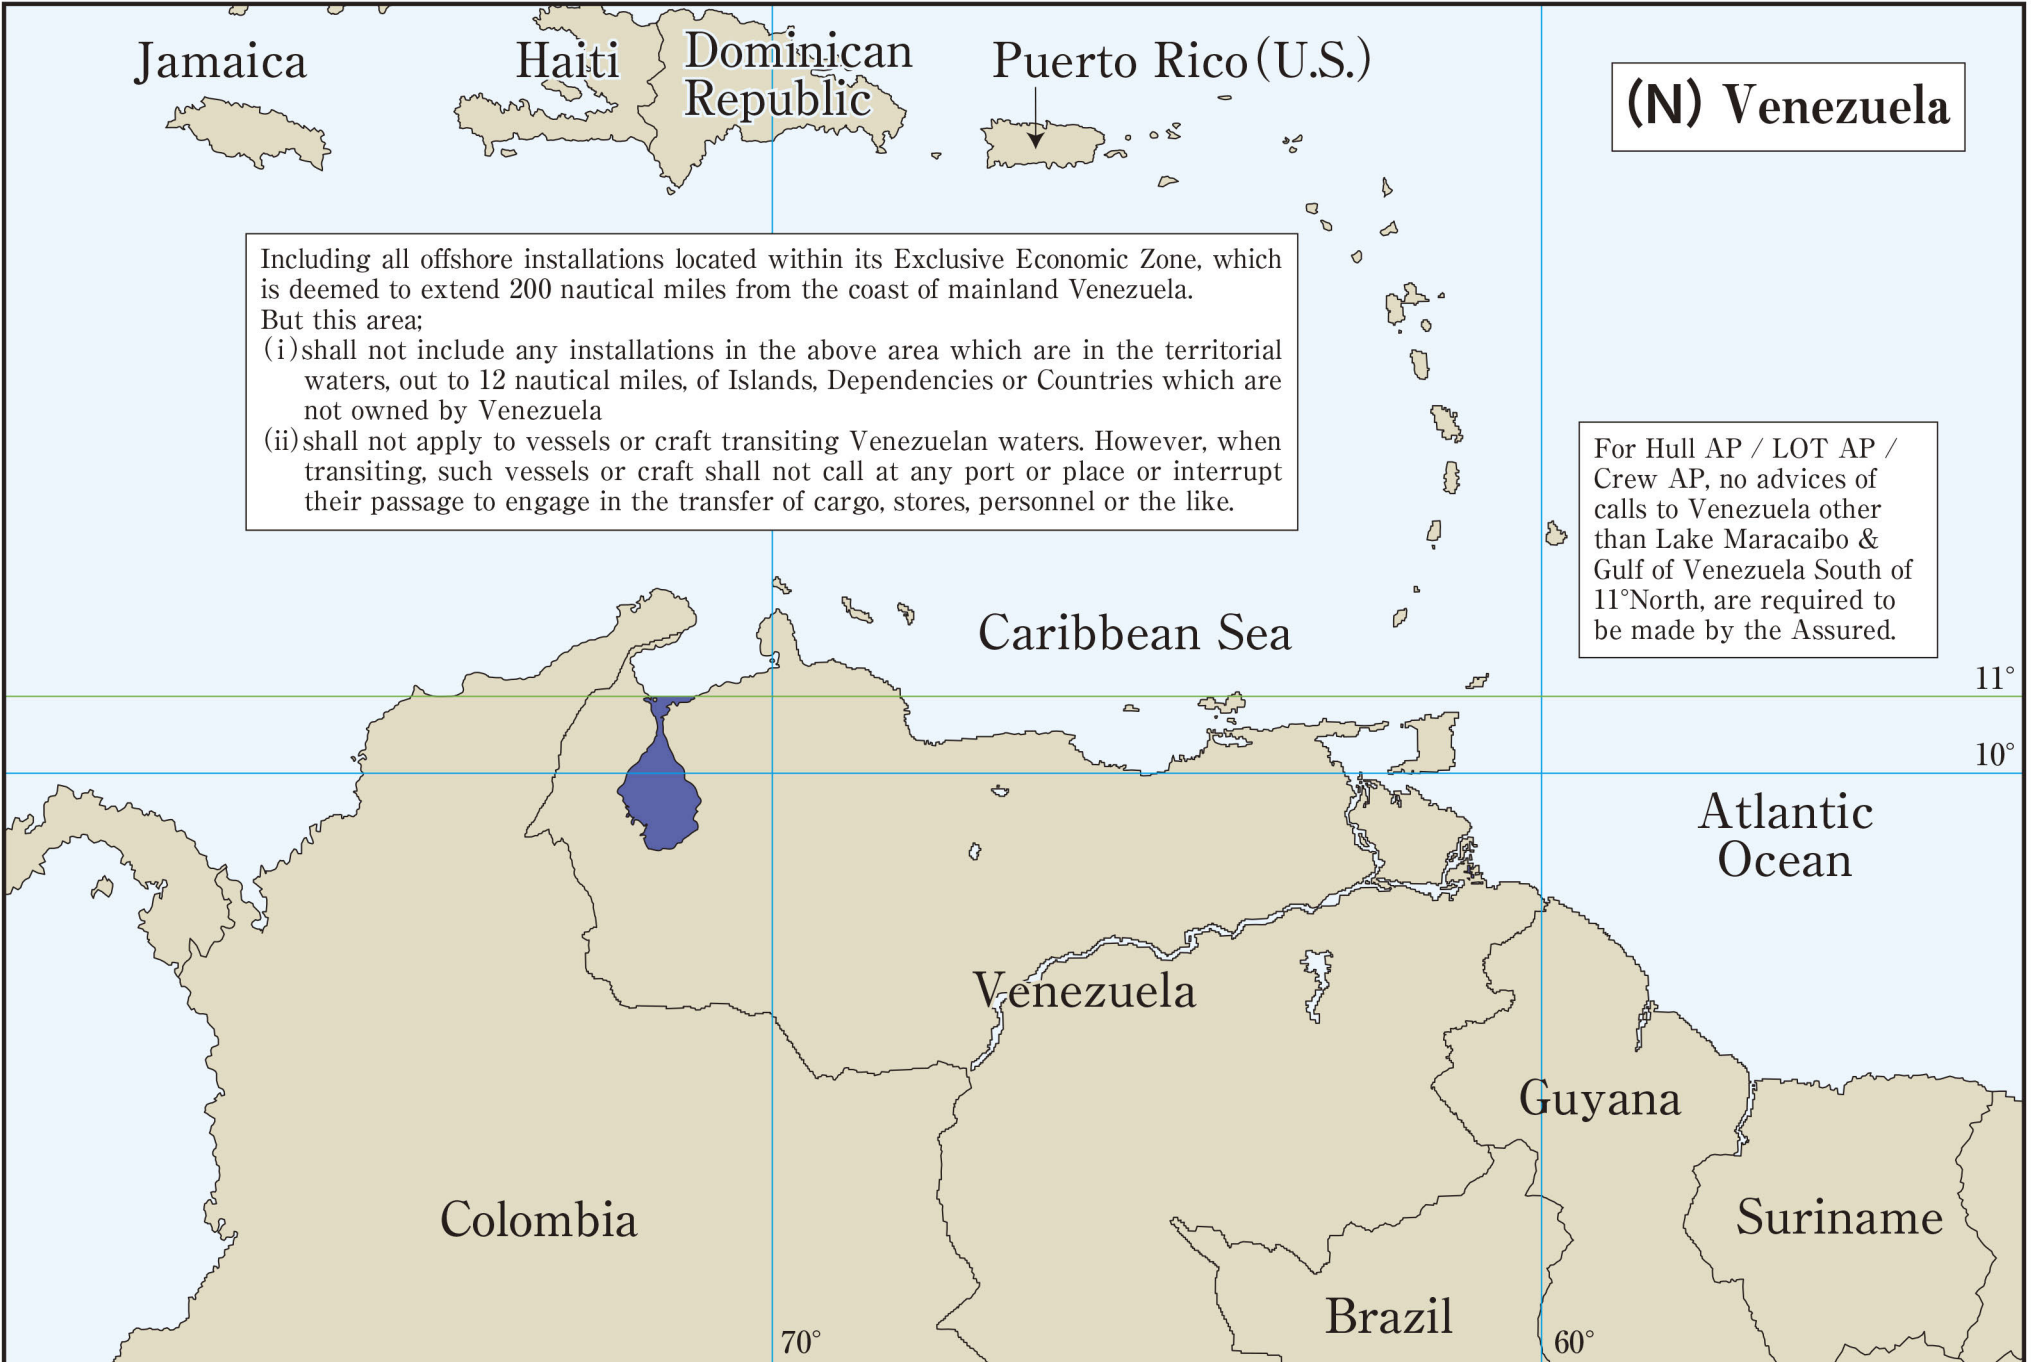 Jamaica
Haiti
Dominican
Republic
Puerto Rico (U.S.)
(N) Venezuela
Including all offshore installations located within its Exclusive Economic Zone, which
is deemed to extend 200 nautical miles from the coast of mainland Venezuela.
But this area;
(i) shall not include any installations in the above area which are in the territorial
waters, out to 12 nautical miles, of Islands, Dependencies or Countries which are
not owned by Venezuela
(ii) shall not apply to vessels or craft transiting Venezuelan waters. However, when
transiting, such vessels or craft shall not call at any port or place or interrupt
their passage to engage in the transfer of cargo, stores, personnel or the like.
For Hull AP / LOT AP /
Crew AP, no advices of
calls to Venezuela other
than Lake Maracaibo &
Gulf of Venezuela South of
11°North, are required to
be made by the Assured.
Caribbean Sea
11°
10°
Atlantic
Ocean
Venezuela
Guyana
Colombia
Suriname
Brazil
70°
60°